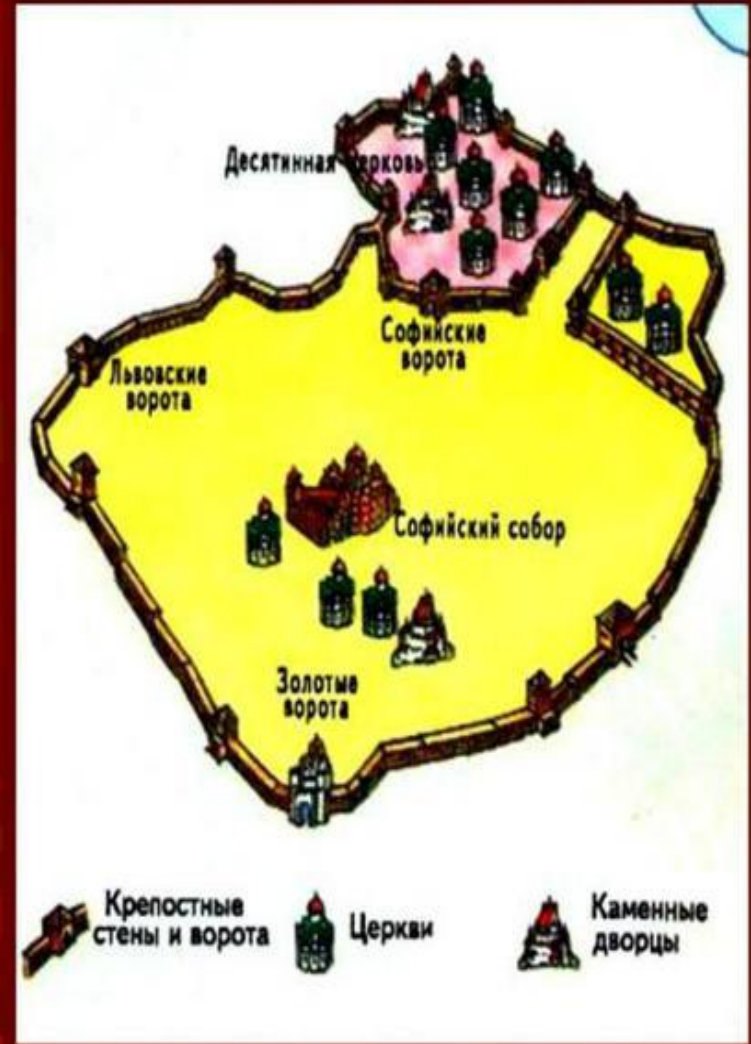 Десятинная церковь
Софийские
ворота
Львовские
ворота
Софийский собор
Золотые
ворота
Крепостные
стены и ворота
Церкви
Каменные
дворцы